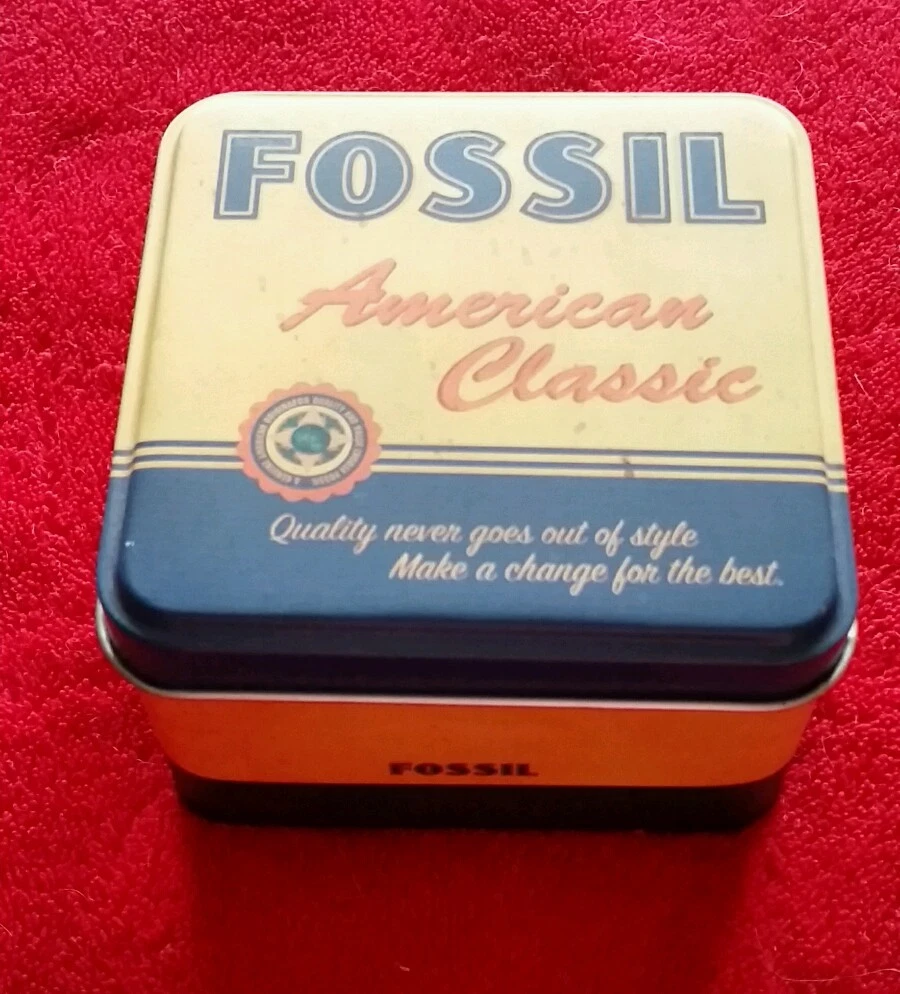 FOSSIL
American
Classic
Quality never goes out of style
Make a change for the best.
FOSSIL